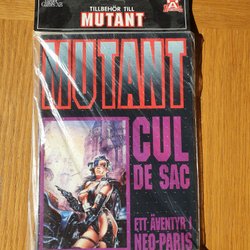 TILLBEHÖR TILL
MUTANT
MUTANT
CUL
DE SAC
ETT ÄVENTYR I
NEO-PARIS